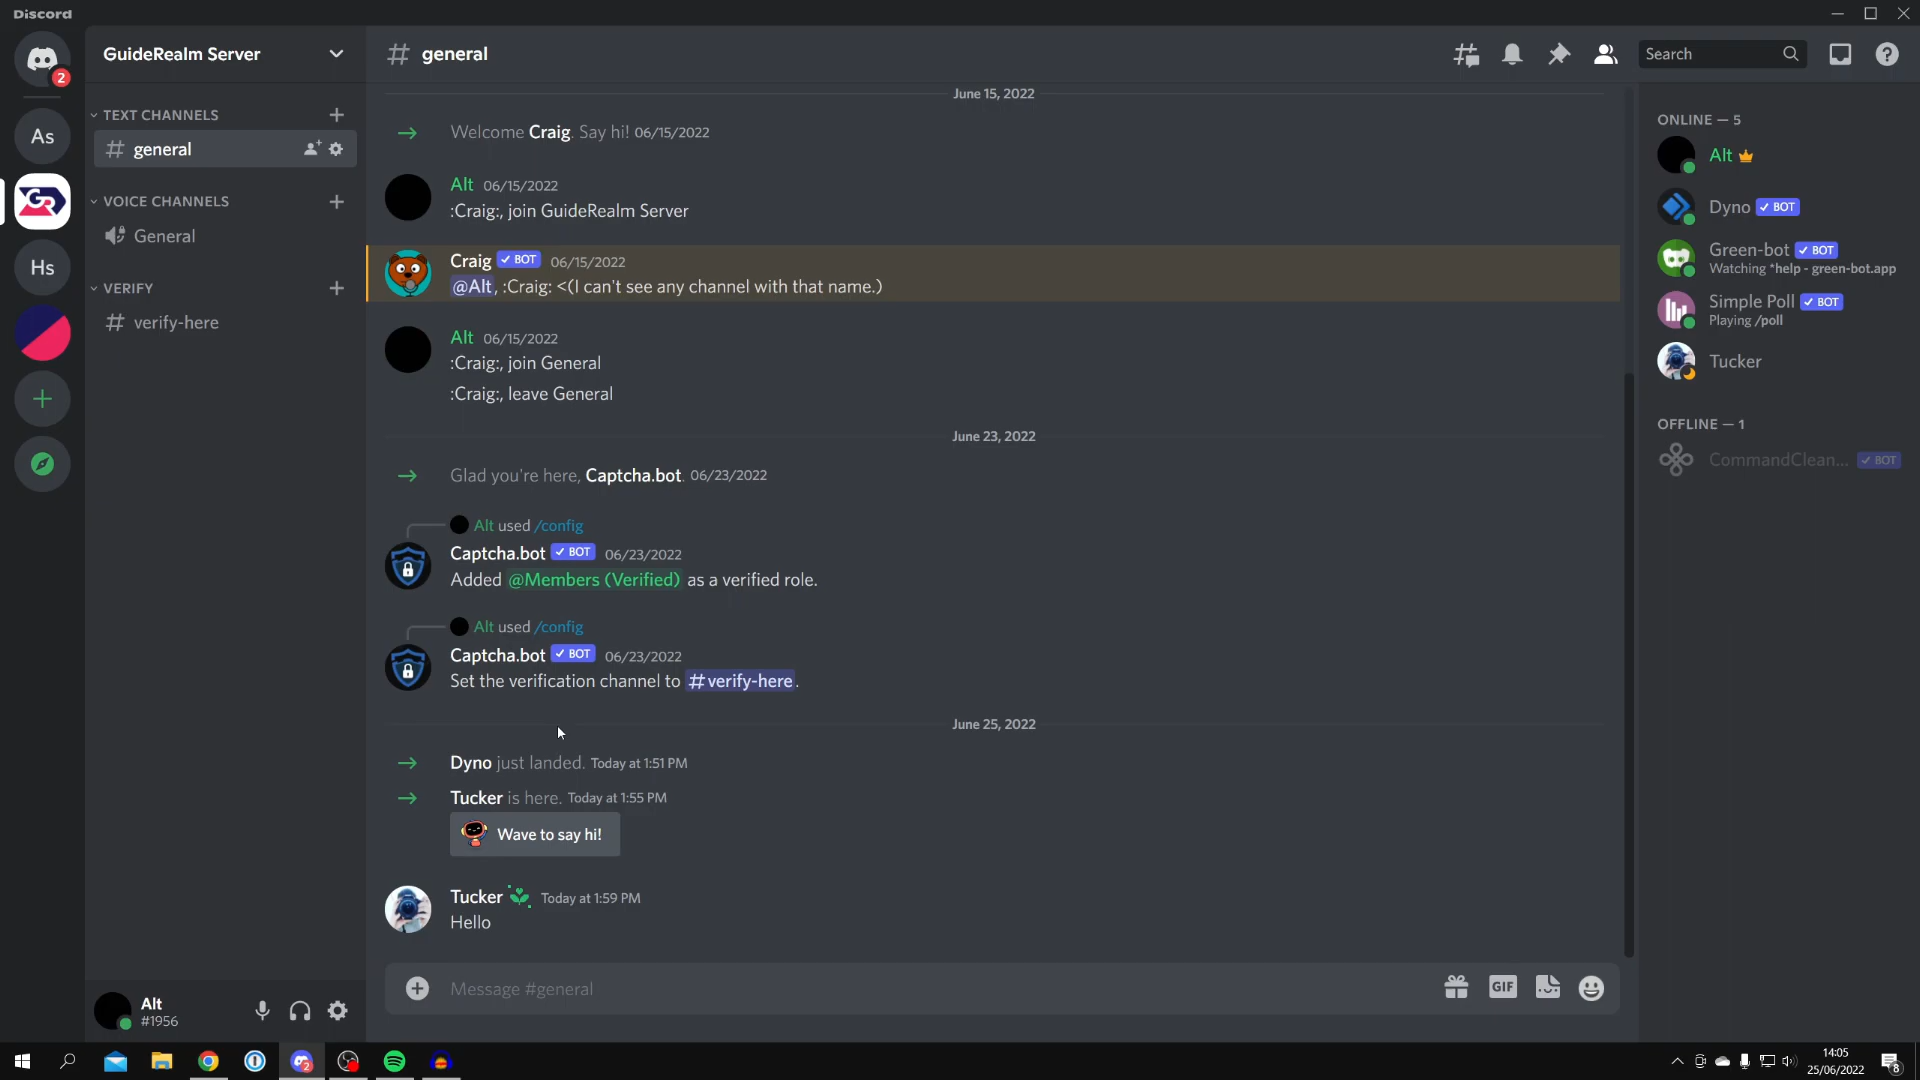 Discord
2
As
GR
Hs
GuideRealm Server
TEXT CHANNELS
general
VOICE CHANNELS
General
VERIFY
verify-here
Alt
#1956
general
Search
June 15, 2022
Welcome Craig. Say hi! 06/15/2022
Alt 06/15/2022
:Craig:, join GuideRealm Server
Craig ✓ BOT 06/15/2022
@Alt, :Craig: <(I can't see any channel with that name.)
Alt 06/15/2022
:Craig:, join General
:Craig:, leave General
June 23, 2022
Glad you're here, Captcha.bot. 06/23/2022
Alt used /config
Captcha.bot ✓ BOT 06/23/2022
Added @Members (Verified) as a verified role.
Alt used /config
Captcha.bot ✓ BOT 06/23/2022
Set the verification channel to #verify-here.
June 25, 2022
Dyno just landed. Today at 1:51 PM
Tucker is here. Today at 1:55 PM
Wave to say hi!
Tucker Today at 1:59 PM
Hello
Message #general
GIF
ONLINE — 5
Alt
Dyno ✓ BOT
Green-bot ✓ BOT
Watching *help - green-bot.app
Simple Poll ✓ BOT
Playing /poll
Tucker
OFFLINE — 1
CommandClean... ✓ BOT
2
14:05
25/06/2022
8